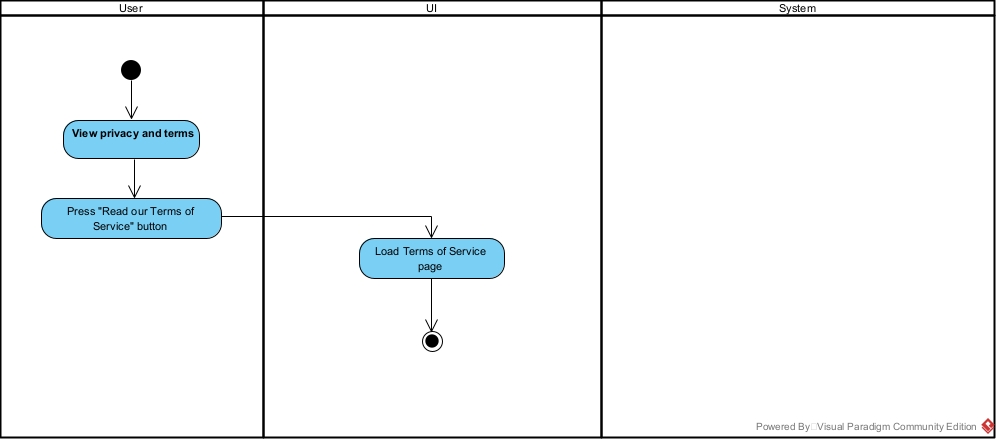 User
UI
System
View privacy and terms
Press "Read our Terms of
Service" button
Load Terms of Service
page
Powered By Visual Paradigm Community Edition